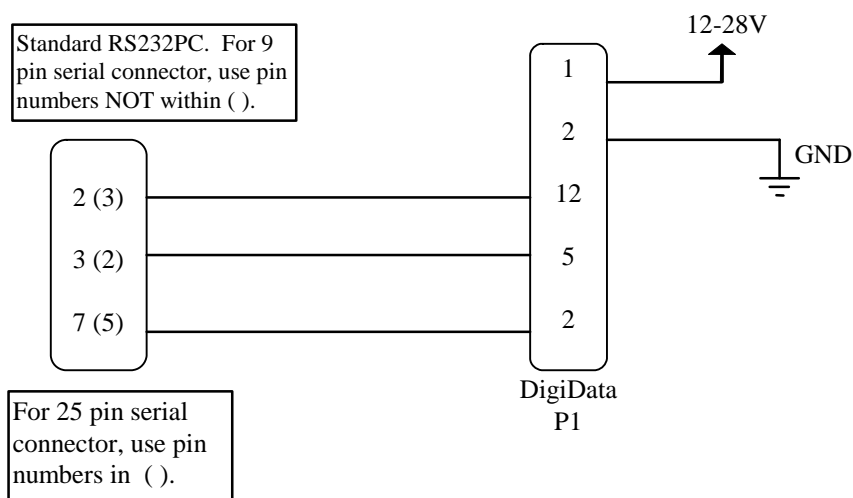 Standard RS232PC. For 9
pin serial connector, use pin
numbers NOT within ( ).
12-28V
1
2
GND
2 (3)
12
3 (2)
5
7 (5)
2
DigiData
P1
For 25 pin serial
connector, use pin
numbers in ( ).